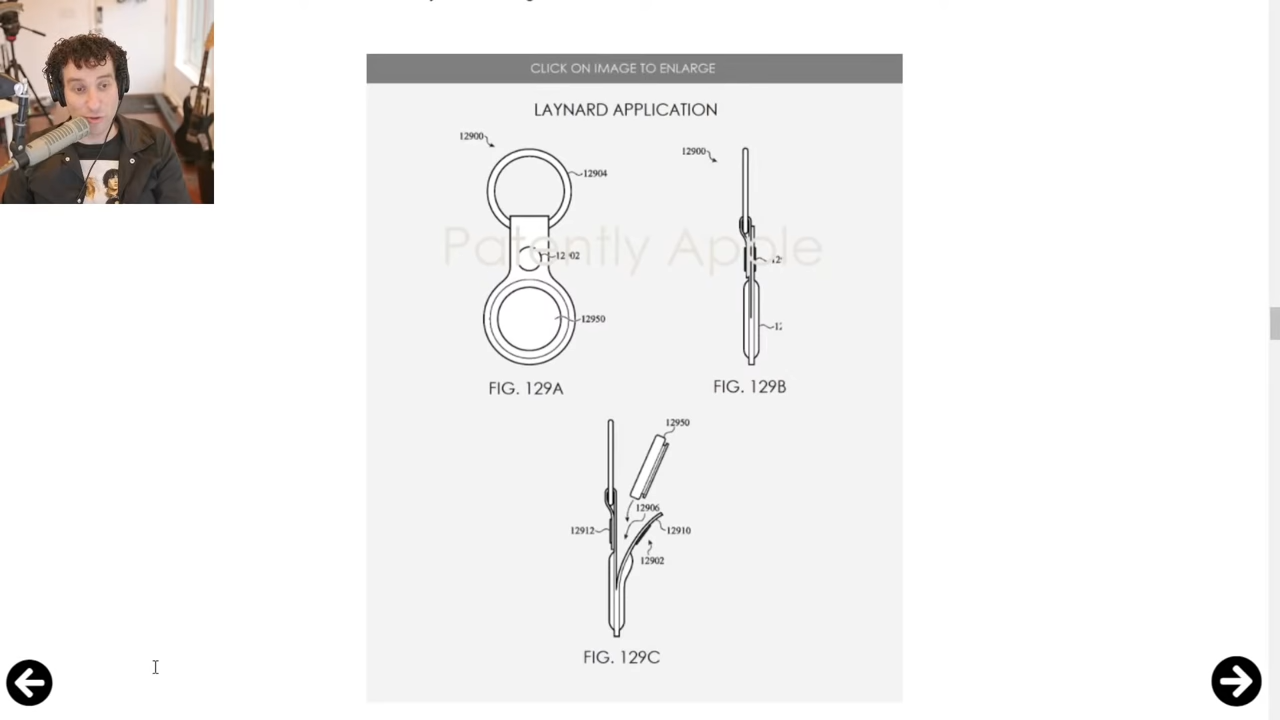 CLICK ON IMAGE TO ENLARGE
LAYNARD APPLICATION
12900
12904
12900
Patently Apple
12902
12950
FIG. 129A
FIG. 129B
12950
12906
12912
12910
12902
FIG. 129C